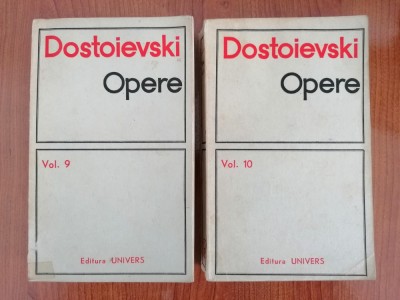 Dostoievski
Opere
Vol. 9
Editura UNIVERS
Dostoievski
Opere
Vol. 10
Editura UNIVERS